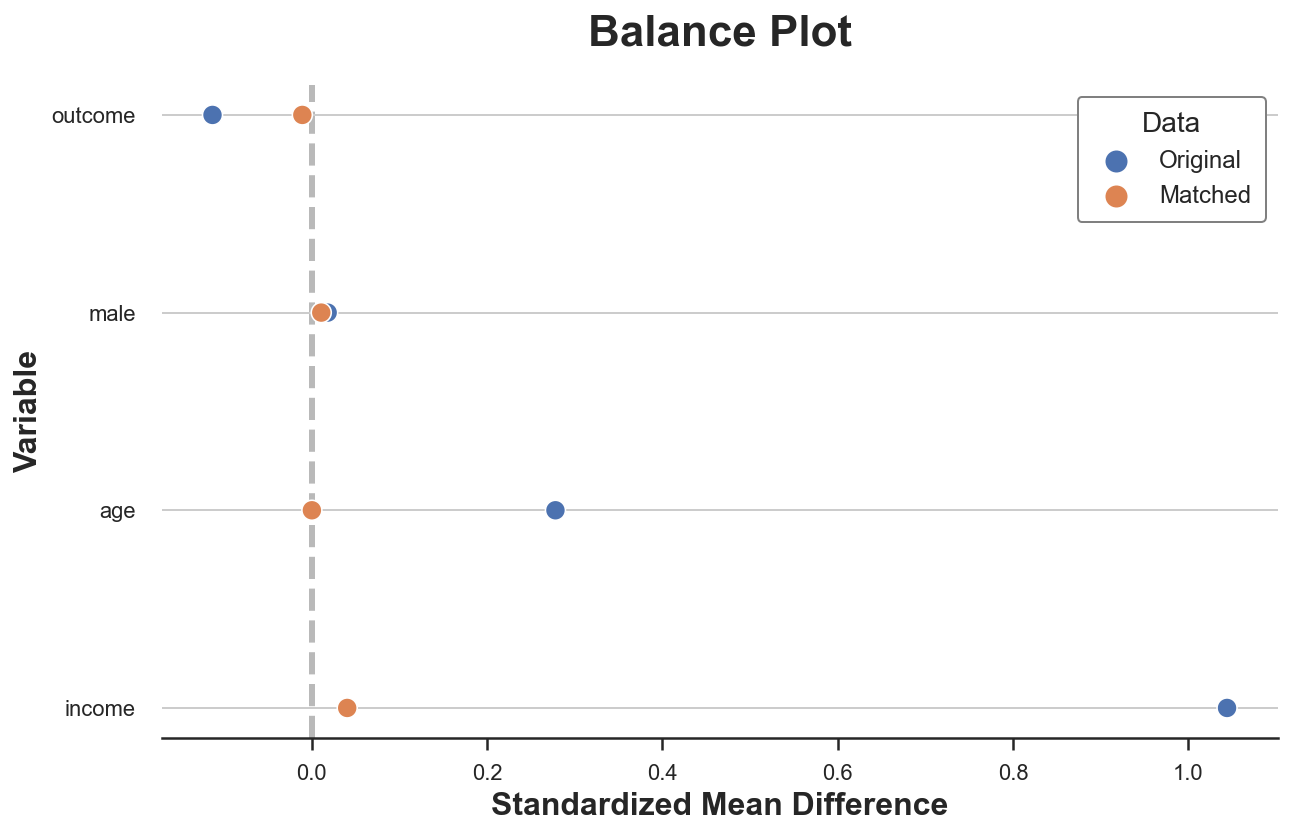 Balance Plot
outcome
male
age
income
Variable
Data
Original
Matched
0.0 0.2 0.4 0.6 0.8 1.0
Standardized Mean Difference